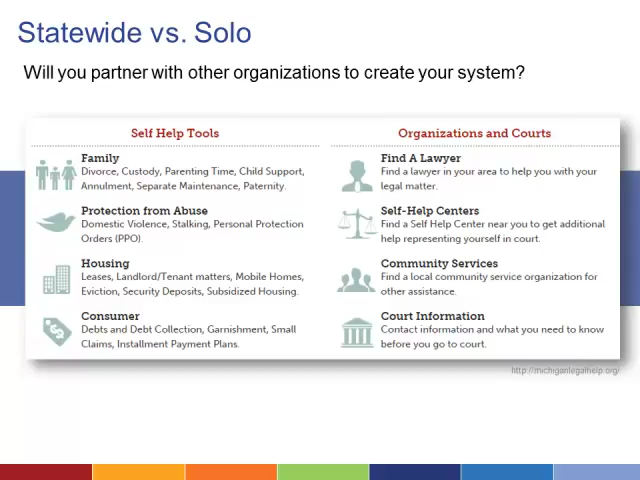 Statewide vs. Solo
Will you partner with other organizations to create your system?
Self Help Tools
Family
Divorce, Custody, Parenting Time, Child Support,
Annulment, Separate Maintenance, Paternity.
Protection from Abuse
Domestic Violence, Stalking, Personal Protection
Orders (PPO).
Housing
Leases, Landlord/Tenant matters, Mobile Homes,
Eviction, Security Deposits, Subsidized Housing.
Consumer
Debts and Debt Collection, Garnishment, Small
Claims, Installment Payment Plans.
Organizations and Courts
Find A Lawyer
Find a lawyer in your area to help you with your
legal matter.
Self-Help Centers
Find a Self Help Center near you to get additional
help representing yourself in court.
Community Services
Find a local community service organization for
other assistance.
Court Information
Contact information and what you need to know
before you go to court.
http://michiganlegalhelp.org/